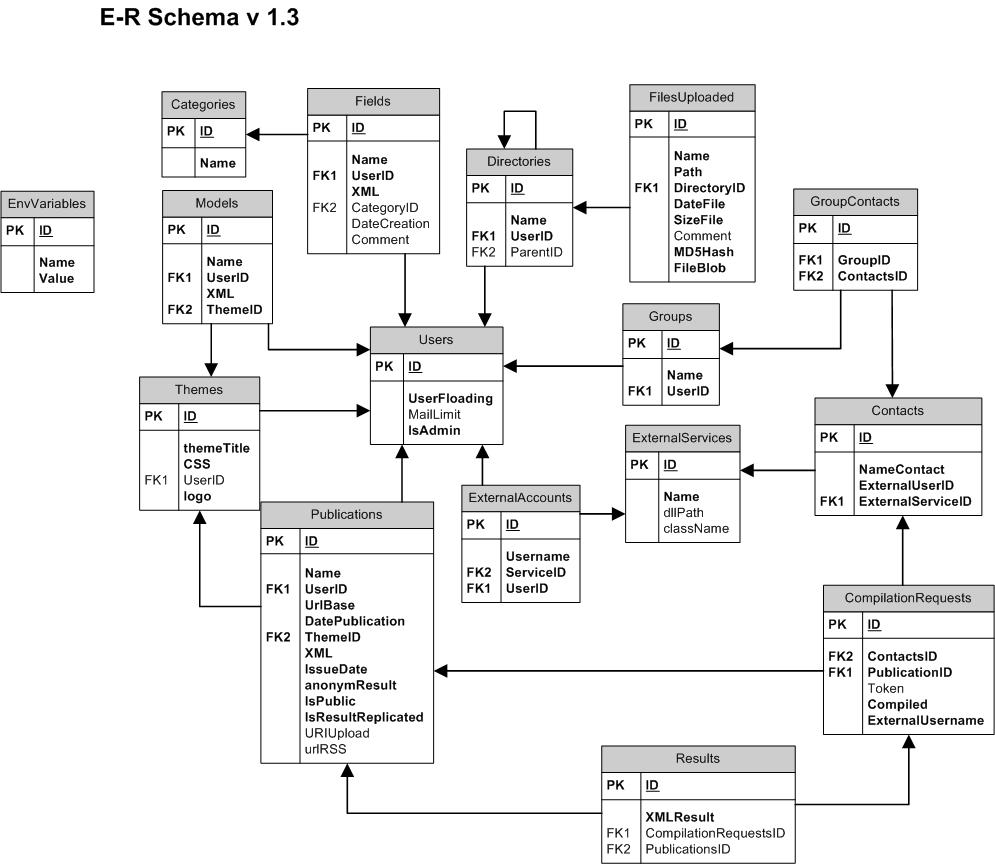 E-R Schema v 1.3
Categories
PK ID
Name
Fields
PK ID
Name
FK1 UserID
XML
FK2 CategoryID
DateCreation
Comment
Directories
PK ID
Name
FK1 UserID
FK2 ParentID
FilesUploaded
PK ID
Name
Path
FK1 DirectoryID
DateFile
SizeFile
Comment
MD5Hash
FileBlob
EnvVariables
PK ID
Name
Value
Models
PK ID
Name
FK1 UserID
XML
FK2 ThemeID
GroupContacts
PK ID
FK1 GroupID
FK2 ContactsID
Users
PK ID
UserFloading
MailLimit
IsAdmin
Groups
PK ID
Name
FK1 UserID
Themes
PK ID
themeTitle
CSS
FK1 UserID
logo
Contacts
PK ID
NameContact
ExternalUserID
FK1 ExternalServiceID
ExternalServices
PK ID
Name
dllPath
className
ExternalAccounts
PK ID
Username
FK2 ServiceID
FK1 UserID
Publications
PK ID
Name
FK1 UserID
UrlBase
DatePublication
FK2 ThemeID
XML
IssueDate
anonymResult
IsPublic
IsResultReplicated
URIUpload
urlRSS
CompilationRequests
PK ID
FK2 ContactsID
FK1 PublicationID
Token
Compiled
ExternalUsername
Results
PK ID
XMLResult
FK1 CompilationRequestsID
FK2 PublicationsID